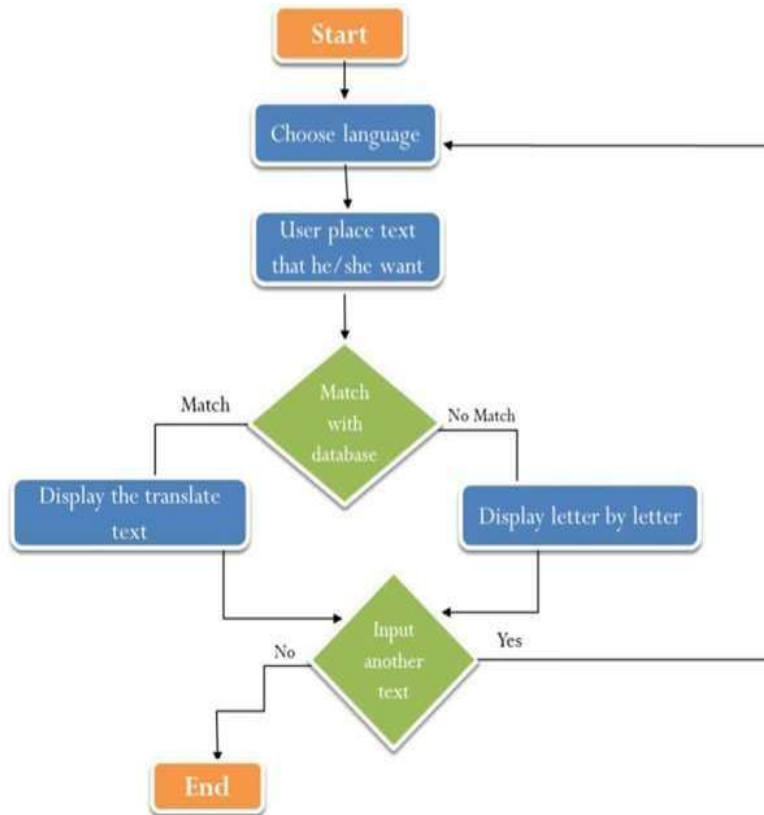 Start
Choose language
User place text
that he/she want
Match
with
database
Match
No Match
Display the translate
text
Display letter by letter
Input
another
text
No
Yes
End